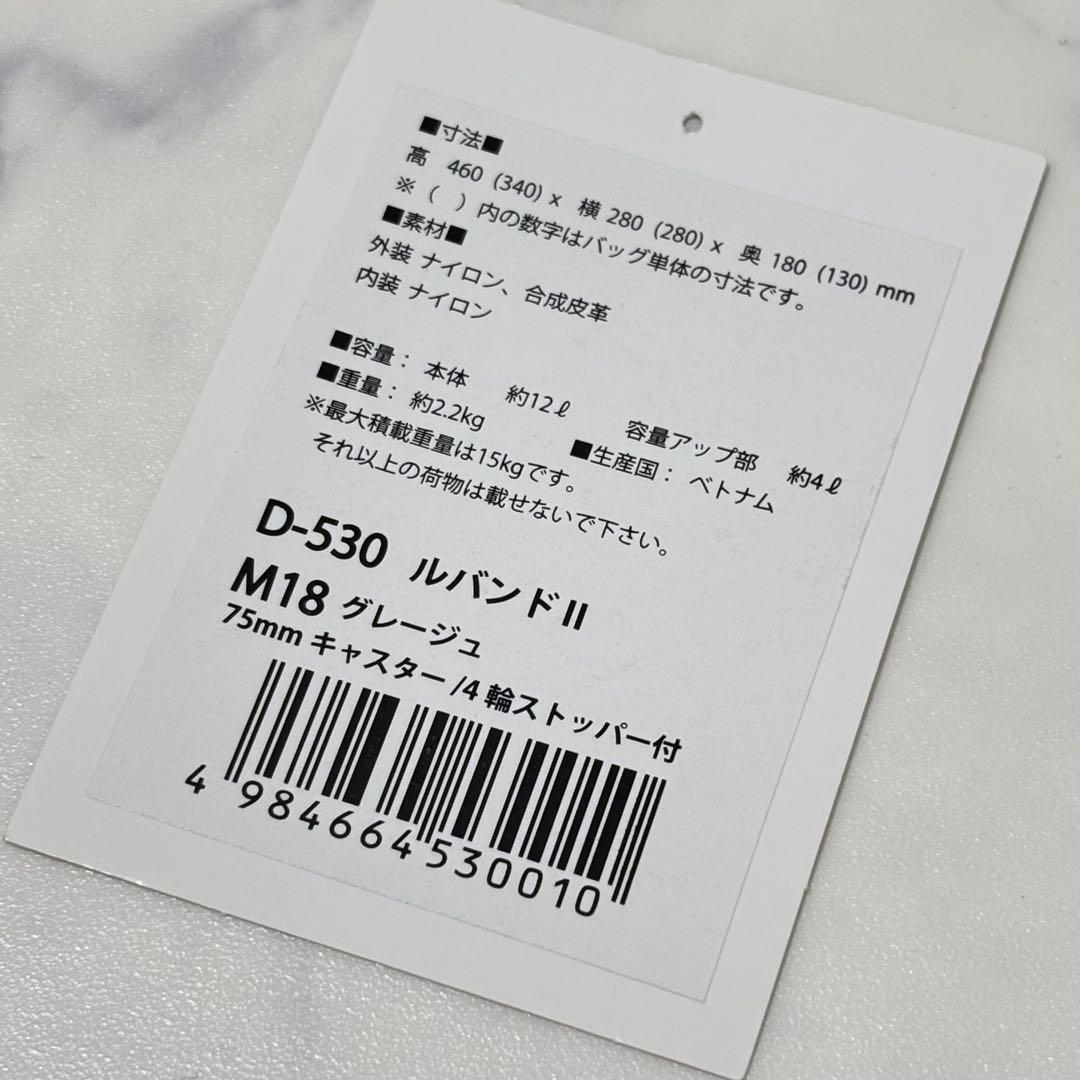 ■寸法■
高 460 (340) x 横 280 (280) x 奥 180 (130) mm
※( )内の数字はバッグ単体の寸法です。
■素材■
外装 ナイロン、合成皮革
内装 ナイロン
■容量： 本体 約12ℓ 容量アップ部 約4ℓ
■重量： 約2.2kg ■生産国： ベトナム
※最大積載重量は15kgです。
それ以上の荷物は載せないで下さい。
D-530 ルバンドⅡ
M18 グレージュ
75mm キャスター /4 輪ストッパー付
4 984664 530010